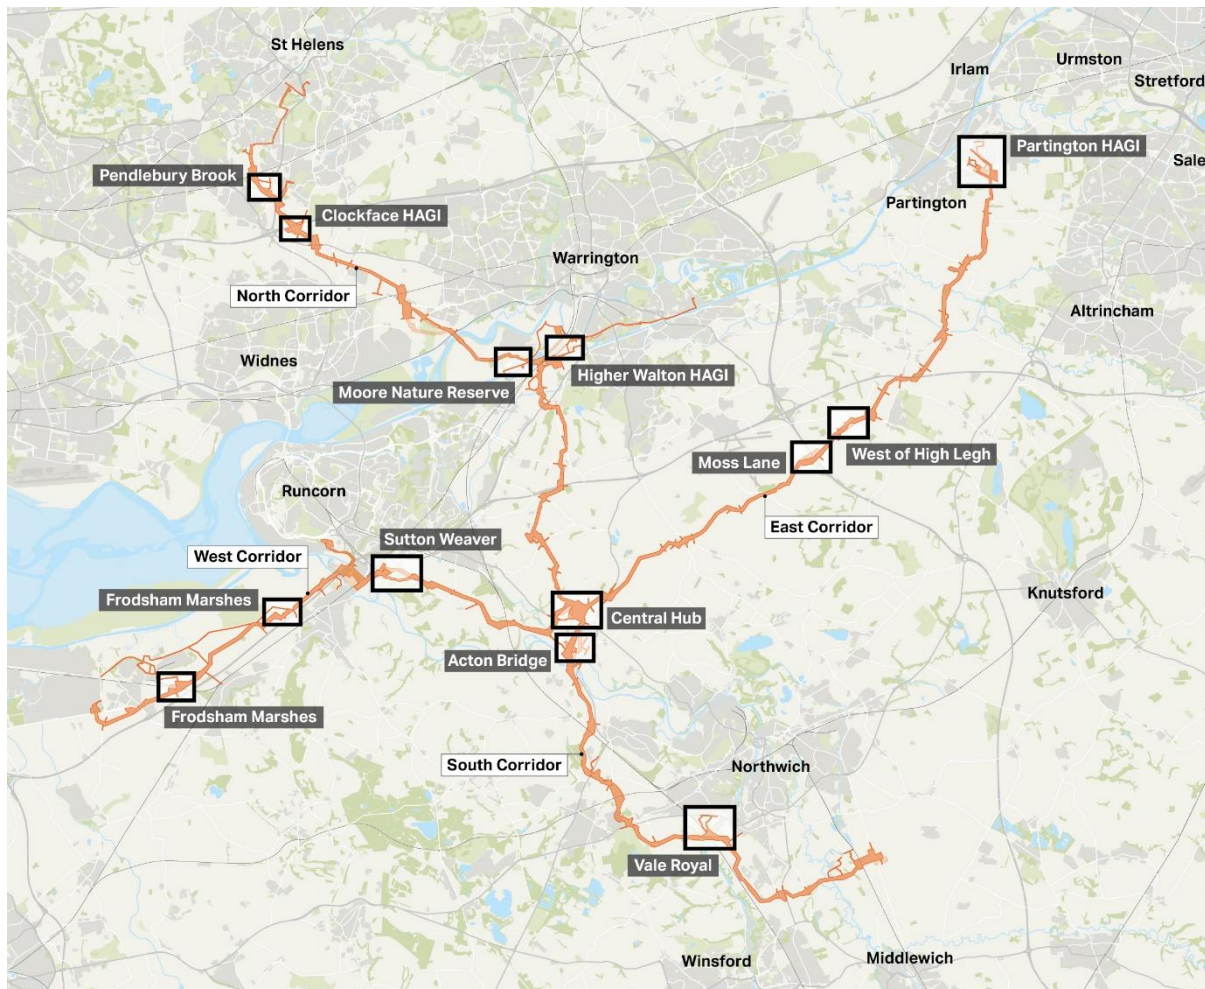 St Helens
Urmston
Irlam
Stretford
Partington HAGI
Sale
Pendlebury Brook
Partington
Clockface HAGI
Warrington
North Corridor
Altrincham
Widnes
Higher Walton HAGI
Moore Nature Reserve
West of High Legh
Moss Lane
Runcorn
East Corridor
Sutton Weaver
West Corridor
Knutsford
Frodsham Marshes
Central Hub
Acton Bridge
Frodsham Marshes
South Corridor
Northwich
Vale Royal
Middlewich
Winsford